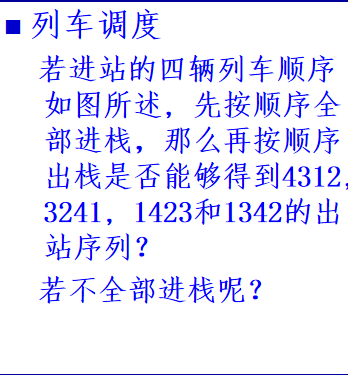 列车调度
若进站的四辆列车顺序
如图所述，先按顺序全
部进栈，那么再按顺序
出栈是否能够得到4312,
3241，1423和1342的出
站序列？
若不全部进栈呢？